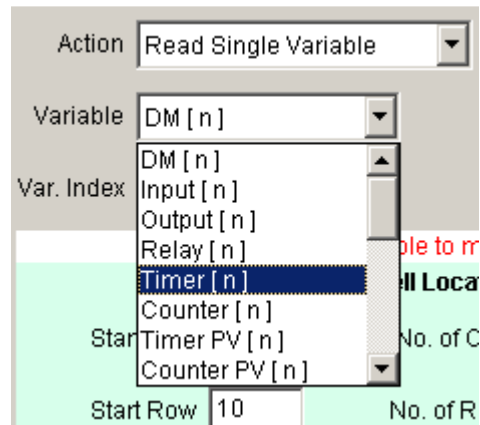 Action Read Single Variable
Variable DM [ n ]
DM [ n ]
Var. Index Input [ n ]
Output [ n ]
Relay [ n ]
to m
Timer [ n ]
Counter [ n ]
Timer PV [ n ] No. of C
Counter PV [ n ]
Start Row 10 No. of R